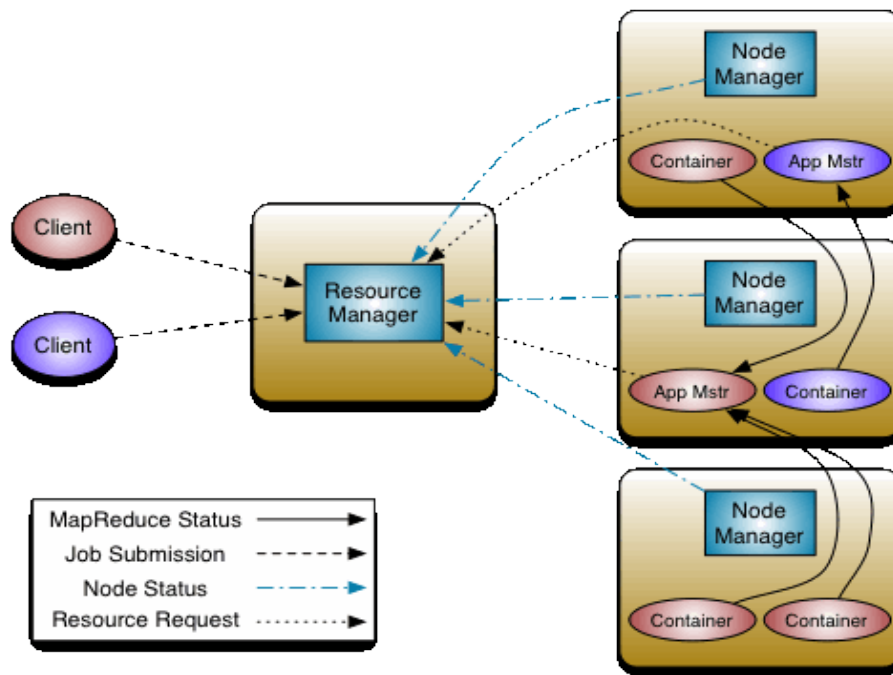 Node
Manager
Container
App Mstr
Client
Resource
Manager
Client
Node
Manager
App Mstr
Container
Node
Manager
Container
Container
MapReduce Status
Job Submission
Node Status
Resource Request